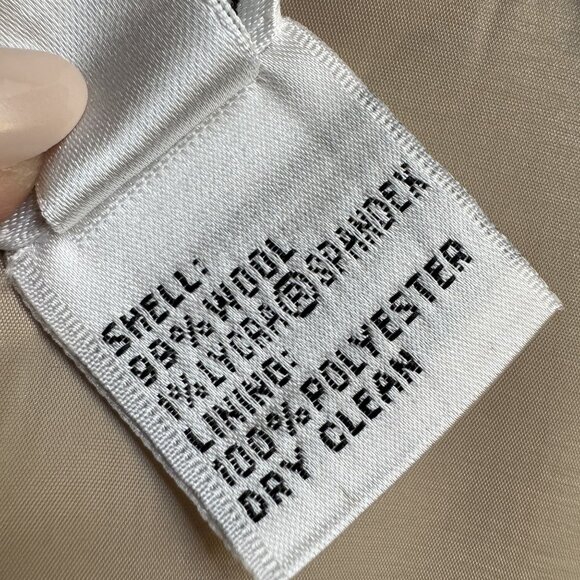 SHELL:
99%WOOL
1%LYCRA®SPANDEX
LINING:
100%POLYESTER
DRY CLEAN